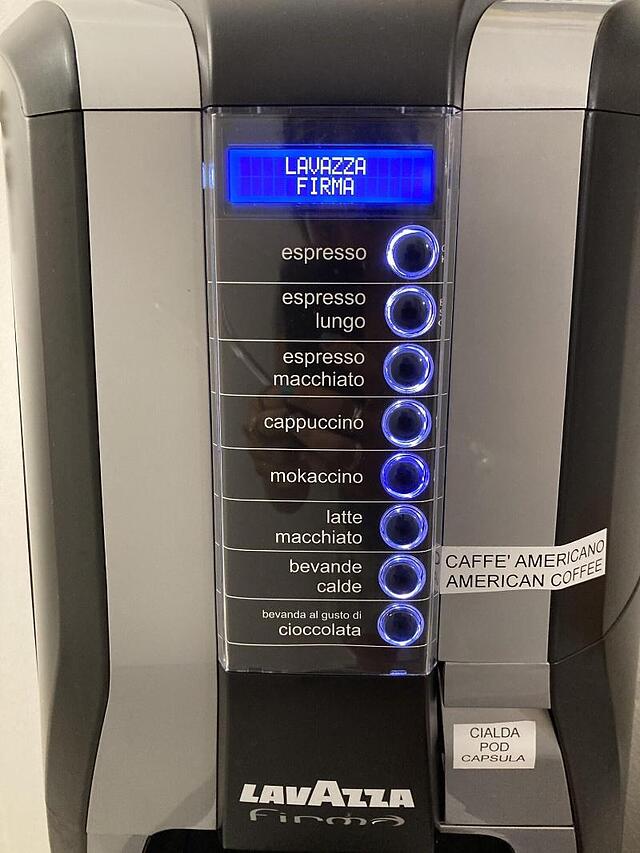 LAVAZZA
FIRMA
espresso
espresso
lungo
espresso
macchiato
cappuccino
mokaccino
latte
macchiato
bevande
calde
CAFFE' AMERICANO
AMERICAN COFFEE
bevanda al gusto di
cioccolata
CIALDA
POD
CAPSULA
LAVAZZA
Firma